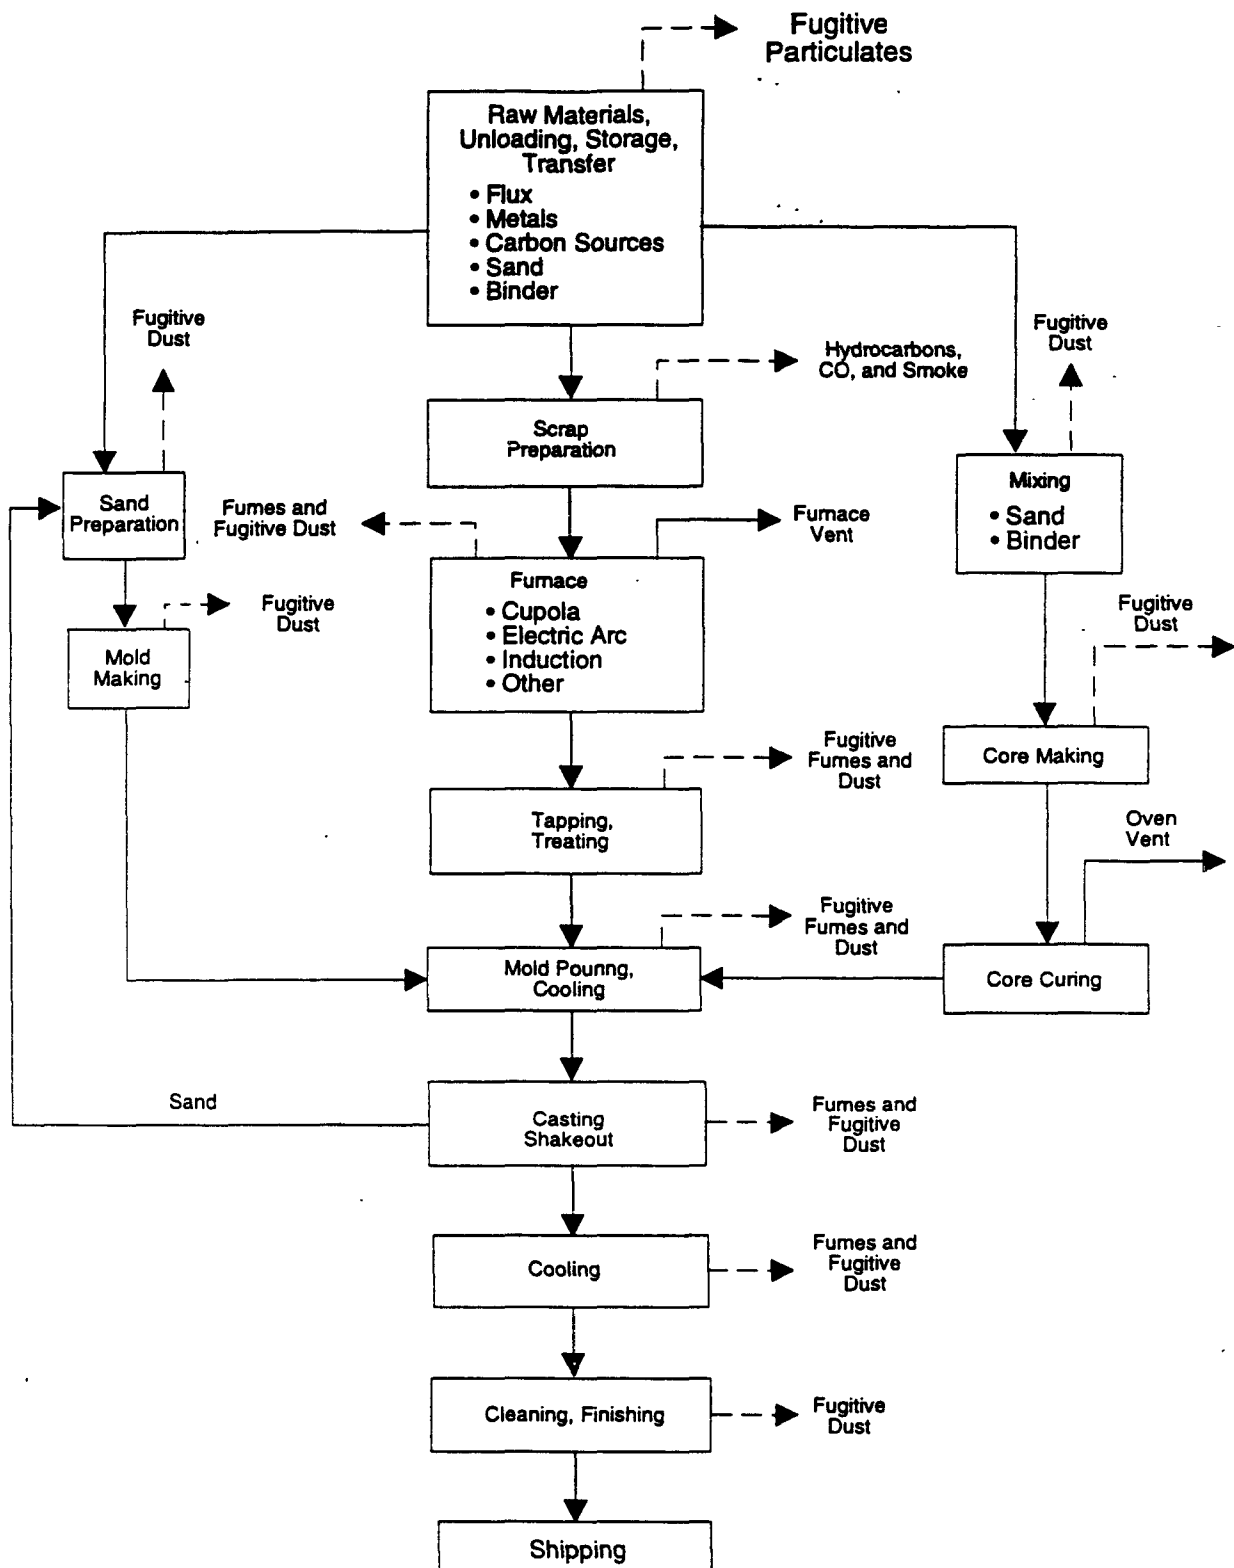 Fugitive
Particulates
Raw Materials,
Unloading, Storage,
Transfer
• Flux
• Metals
• Carbon Sources
• Sand
• Binder
Fugitive
Dust
Hydrocarbons,
CO, and Smoke
Fugitive
Dust
Scrap
Preparation
Sand
Preparation
Fumes and
Fugitive Dust
Furnace
Vent
Mixing
• Sand
• Binder
Furnace
• Cupola
• Electric Arc
• Induction
• Other
Fugitive
Dust
Mold
Making
Fugitive
Dust
Fugitive
Fumes and
Dust
Core Making
Tapping,
Treating
Oven
Vent
Fugitive
Fumes and
Dust
Mold Pounng,
Cooling
Core Curing
Sand
Casting
Shakeout
Fumes and
Fugitive
Dust
Cooling
Fumes and
Fugitive
Dust
Cleaning, Finishing
Fugitive
Dust
Shipping